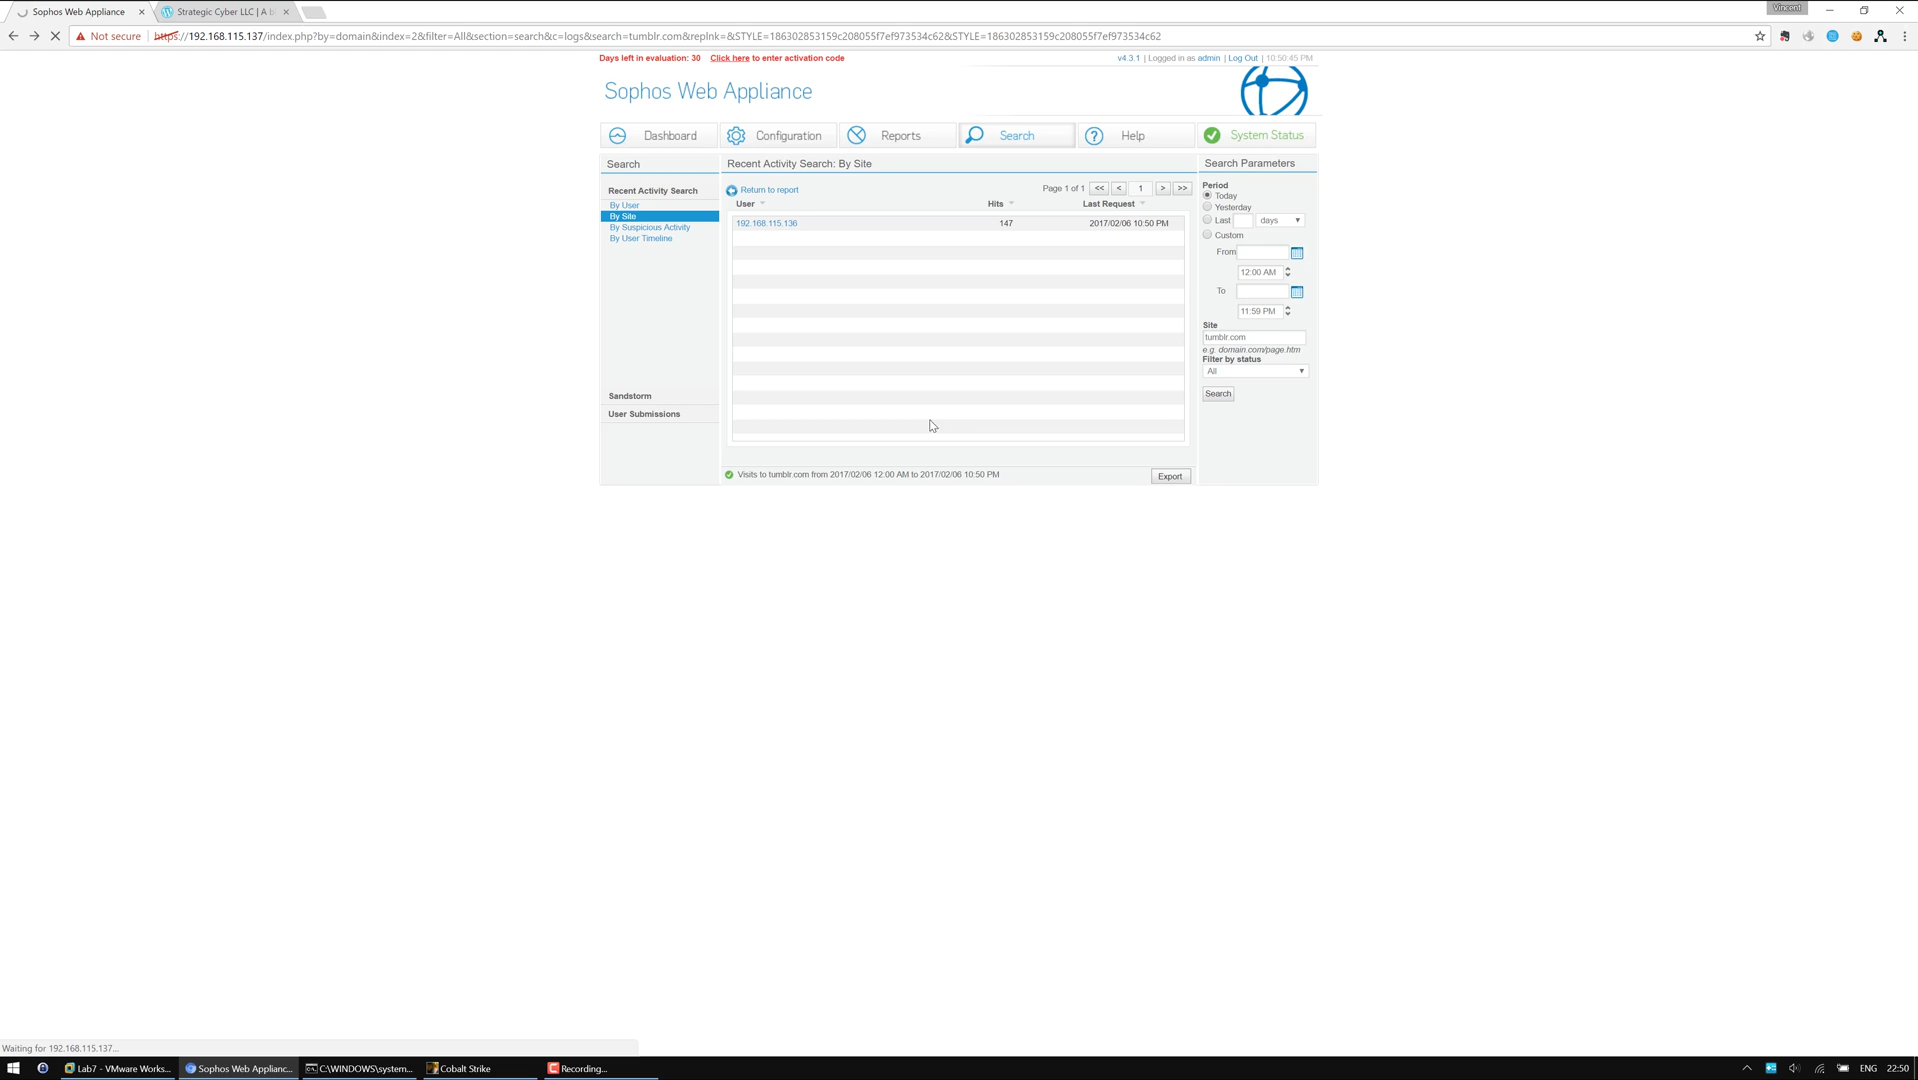 Sophos Web Appliance
Strategic Cyber LLC | A b
Vincent
Not secure
https://192.168.115.137/index.php?by=domain&index=2&filter=All&section=search&c=logs&search=tumblr.com&replnk=&STYLE=186302853159c208055f7ef973534c62&STYLE=186302853159c208055f7ef973534c62
Days left in evaluation: 30 Click here to enter activation code
v4.3.1 | Logged in as admin | Log Out | 10:50:45 PM
Sophos Web Appliance
Dashboard
Configuration
Reports
Search
Help
System Status
Search
Recent Activity Search
By User
By Site
By Suspicious Activity
By User Timeline
Sandstorm
User Submissions
Recent Activity Search: By Site
Return to report
Page 1 of 1 << < 1 > >>
User Hits Last Request
192.168.115.136 147 2017/02/06 10:50 PM
Visits to tumblr.com from 2017/02/06 12:00 AM to 2017/02/06 10:50 PM
Export
Search Parameters
Period
Today
Yesterday
Last days
Custom
From
12:00 AM
To
11:59 PM
Site
tumblr.com
e.g. domain.com/page.htm
Filter by status
All
Search
Waiting for 192.168.115.137...
Lab7 - VMware Works...
Sophos Web Applianc...
C:\WINDOWS\system...
Cobalt Strike
Recording...
ENG
22:50